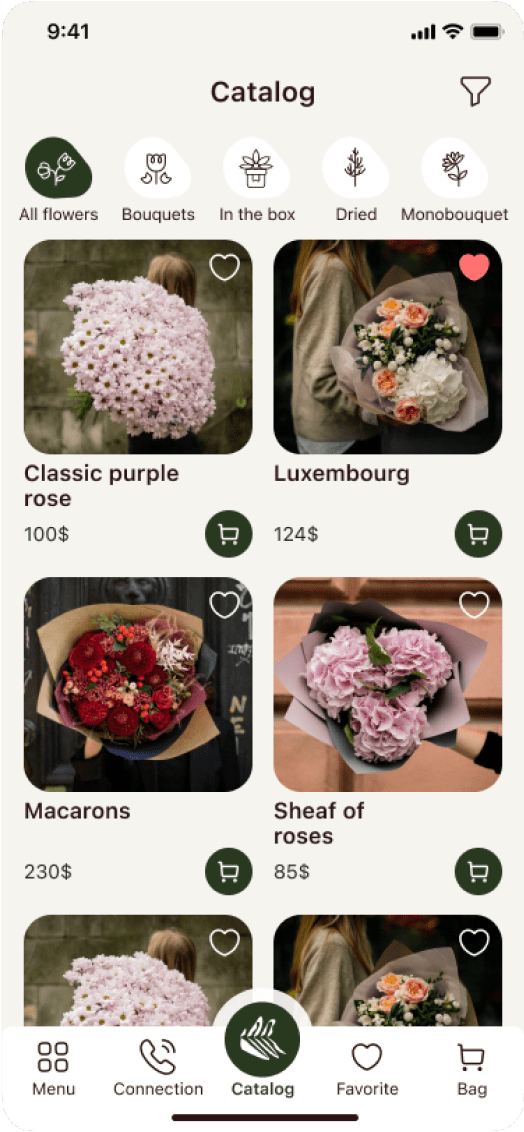 9:41
Catalog
All flowers
Bouquets
In the box
Dried
Monobouquet
Classic purple
rose
100$
Luxembourg
124$
Macarons
230$
Sheaf of
roses
85$
Menu
Connection
Catalog
Favorite
Bag